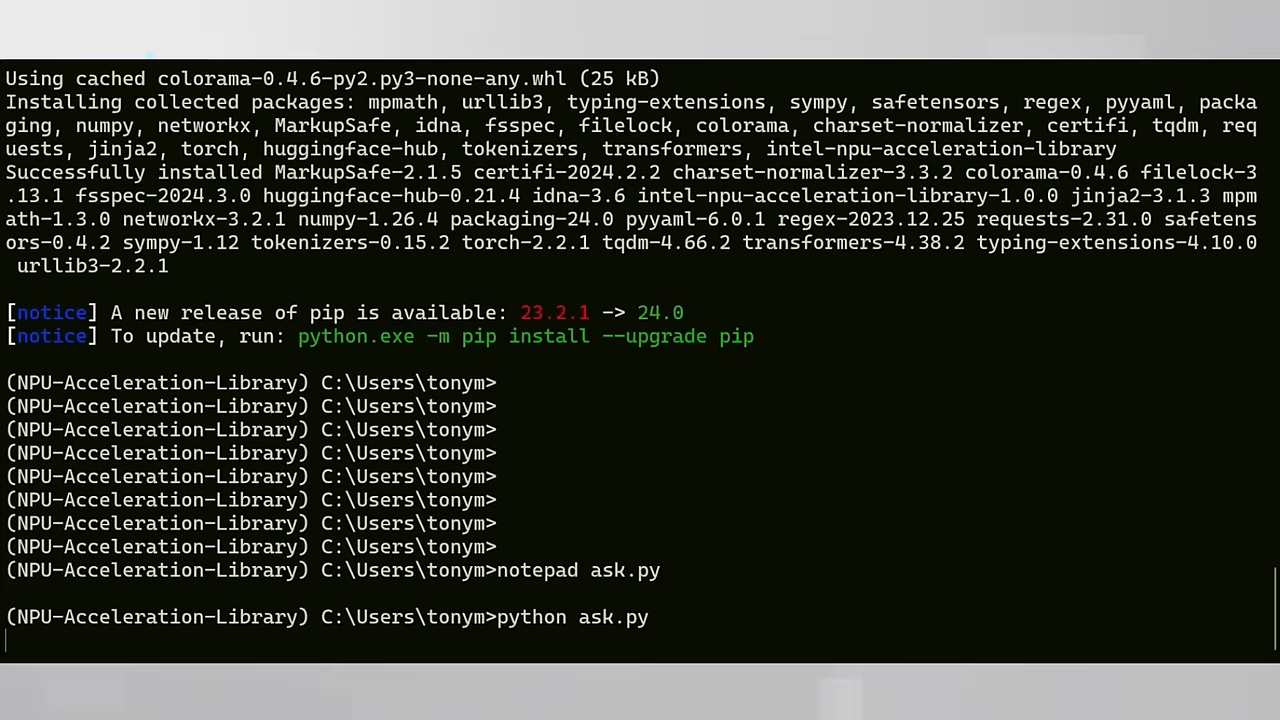 Using cached colorama-0.4.6-py2.py3-none-any.whl (25 kB)
Installing collected packages: mpmath, urllib3, typing-extensions, sympy, safetensors, regex, pyyaml, packa
ging, numpy, networkx, MarkupSafe, idna, fsspec, filelock, colorama, charset-normalizer, certifi, tqdm, req
uests, jinja2, torch, huggingface-hub, tokenizers, transformers, intel-npu-acceleration-library
Successfully installed MarkupSafe-2.1.5 certifi-2024.2.2 charset-normalizer-3.3.2 colorama-0.4.6 filelock-3
.13.1 fsspec-2024.3.0 huggingface-hub-0.21.4 idna-3.6 intel-npu-acceleration-library-1.0.0 jinja2-3.1.3 mpm
ath-1.3.0 networkx-3.2.1 numpy-1.26.4 packaging-24.0 pyyaml-6.0.1 regex-2023.12.25 requests-2.31.0 safetens
ors-0.4.2 sympy-1.12 tokenizers-0.15.2 torch-2.2.1 tqdm-4.66.2 transformers-4.38.2 typing-extensions-4.10.0
urllib3-2.2.1
[notice] A new release of pip is available: 23.2.1 -> 24.0
[notice] To update, run: python.exe -m pip install --upgrade pip
(NPU-Acceleration-Library) C:\Users\tonym>
(NPU-Acceleration-Library) C:\Users\tonym>
(NPU-Acceleration-Library) C:\Users\tonym>
(NPU-Acceleration-Library) C:\Users\tonym>
(NPU-Acceleration-Library) C:\Users\tonym>
(NPU-Acceleration-Library) C:\Users\tonym>
(NPU-Acceleration-Library) C:\Users\tonym>
(NPU-Acceleration-Library) C:\Users\tonym>
(NPU-Acceleration-Library) C:\Users\tonym>notepad ask.py
(NPU-Acceleration-Library) C:\Users\tonym>python ask.py